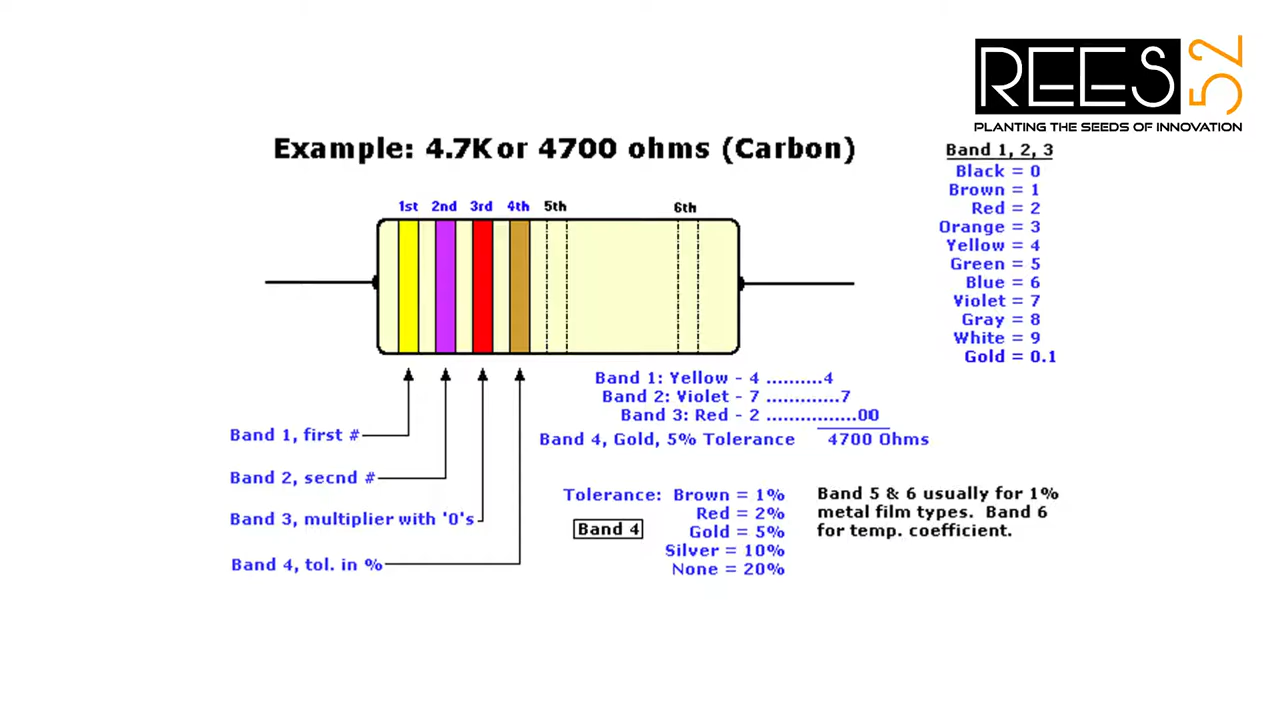 REES
52
PLANTING THE SEEDS OF INNOVATION
Example: 4.7K or 4700 ohms (Carbon)
Band 1, 2, 3
Black = 0
Brown = 1
Red = 2
Orange = 3
Yellow = 4
Green = 5
Blue = 6
Violet = 7
Gray = 8
White = 9
Gold = 0.1
1st 2nd 3rd 4th 5th 6th
Band 1: Yellow - 4 ..........4
Band 2: Violet - 7 .............7
Band 3: Red - 2 ................00
Band 4, Gold, 5% Tolerance 4700 Ohms
Band 1, first #
Band 2, secnd #
Band 3, multiplier with '0's
Band 4, tol. in %
Tolerance: Brown = 1%
Red = 2%
Band 4
Gold = 5%
Silver = 10%
None = 20%
Band 5 & 6 usually for 1%
metal film types. Band 6
for temp. coefficient.